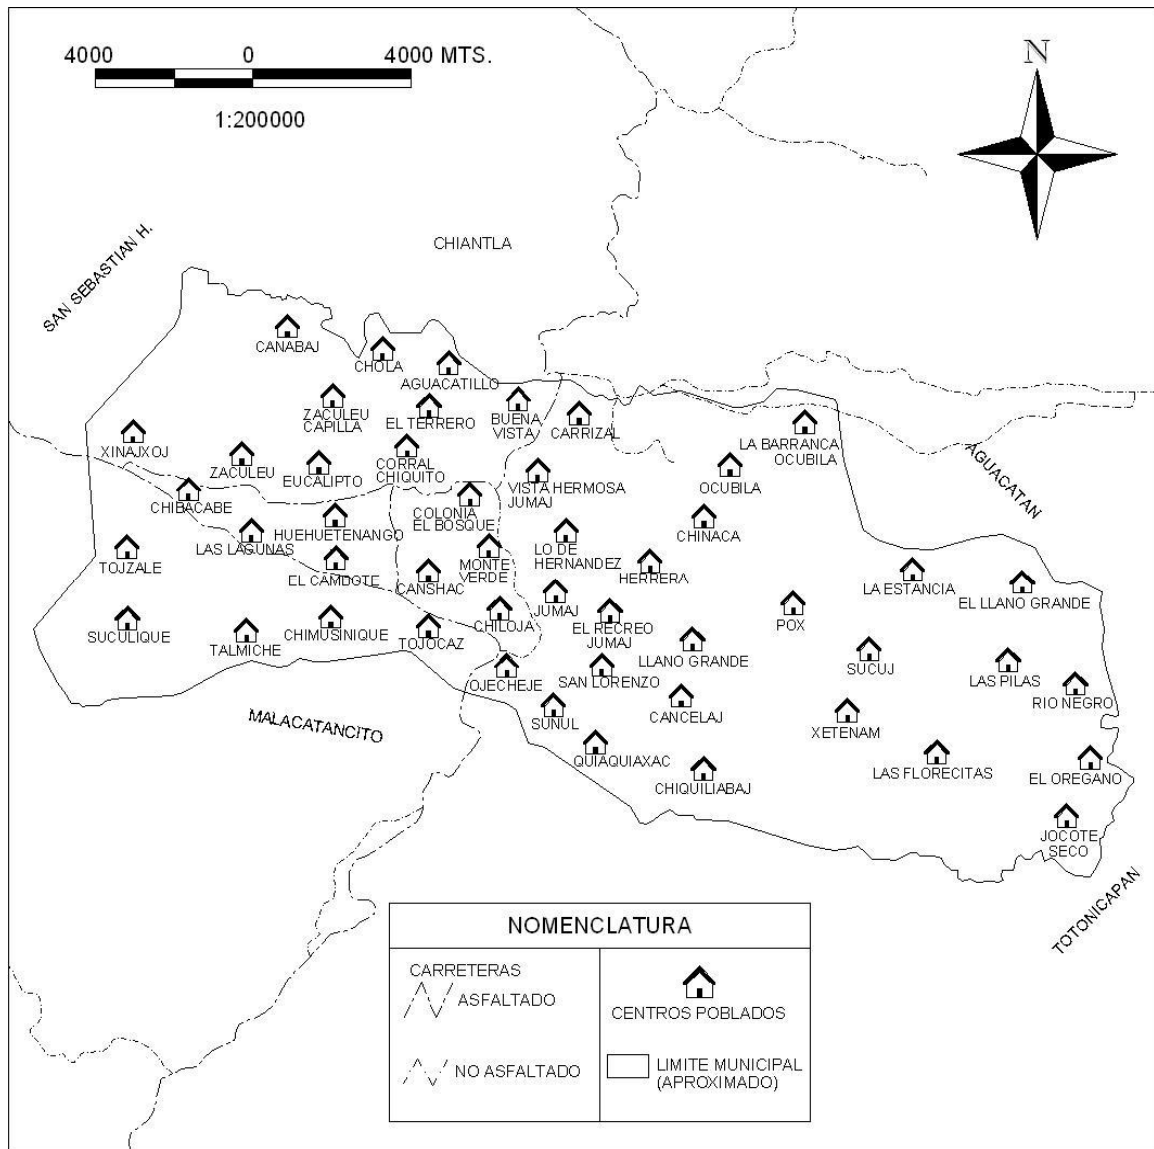 4000 0 4000 MTS.
1:200000
N
CHIANTLA
SAN SEBASTIAN H.
CANABAJ
CHOLA
AGUACATILLO
ZACULEU
CAPILLA
EL TERRERO
BUENA
VISTA
CARRIZAL
LA BARRANCA
OCUBILA
XINAJXOJ
ZACULEU
EUCALIPTO
CORRAL
CHIQUITO
VISTA HERMOSA
JUMAJ
OCUBILA
AGUACATAN
CHIBACABE
COLONIA
EL BOSQUE
CHINACA
LAS LAGUNAS
HUEHUETENANGO
LO DE
HERNANDEZ
TOJZALE
EL CAMDOTE
CANSHAC
MONTE
VERDE
HERRERA
LA ESTANCIA
EL LLANO GRANDE
JUMAJ
POX
SUCULIQUE
TALMICHE
CHIMUSINIQUE
TOJOCAZ
CHILOJA
EL RECREO
JUMAJ
LLANO GRANDE
SUCUJ
OJECHEJE
SAN LORENZO
LAS PILAS
RIO NEGRO
MALACATANCITO
SUNUL
CANCELAJ
XETENAM
QUIAQUIAXAC
CHIQUILIABAJ
LAS FLORECITAS
EL OREGANO
JOCOTE
SECO
TOTONICAPAN
NOMENCLATURA
CARRETERAS
ASFALTADO
NO ASFALTADO
CENTROS POBLADOS
LIMITE MUNICIPAL
(APROXIMADO)